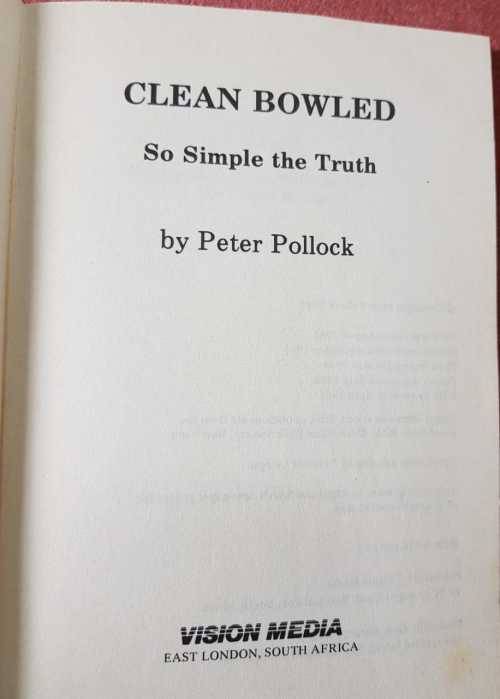 CLEAN BOWLED
So Simple the Truth
by Peter Pollock
VISION MEDIA
EAST LONDON, SOUTH AFRICA